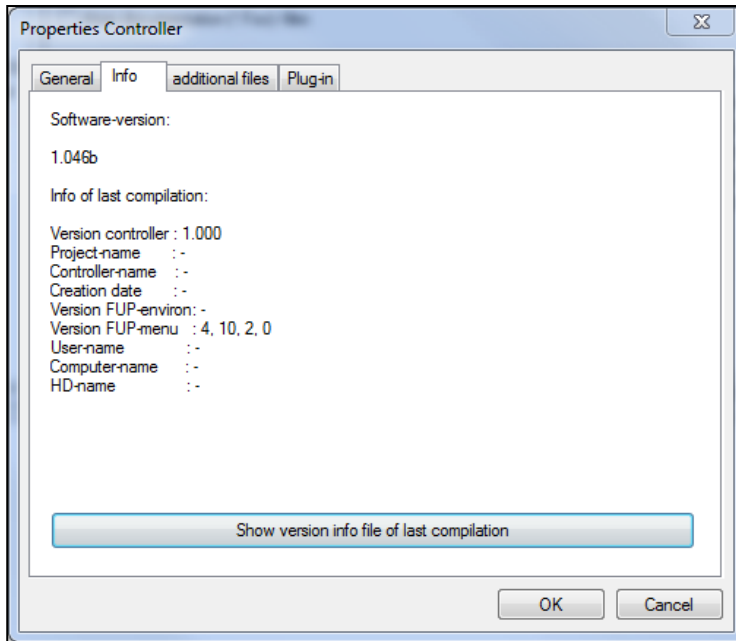 Properties Controller
General Info additional files Plug-in
Software-version:
1.046b
Info of last compilation:
Version controller : 1.000
Project-name : -
Controller-name : -
Creation date : -
Version FUP-environ: -
Version FUP-menu : 4, 10, 2, 0
User-name : -
Computer-name : -
HD-name : -
Show version info file of last compilation
OK Cancel